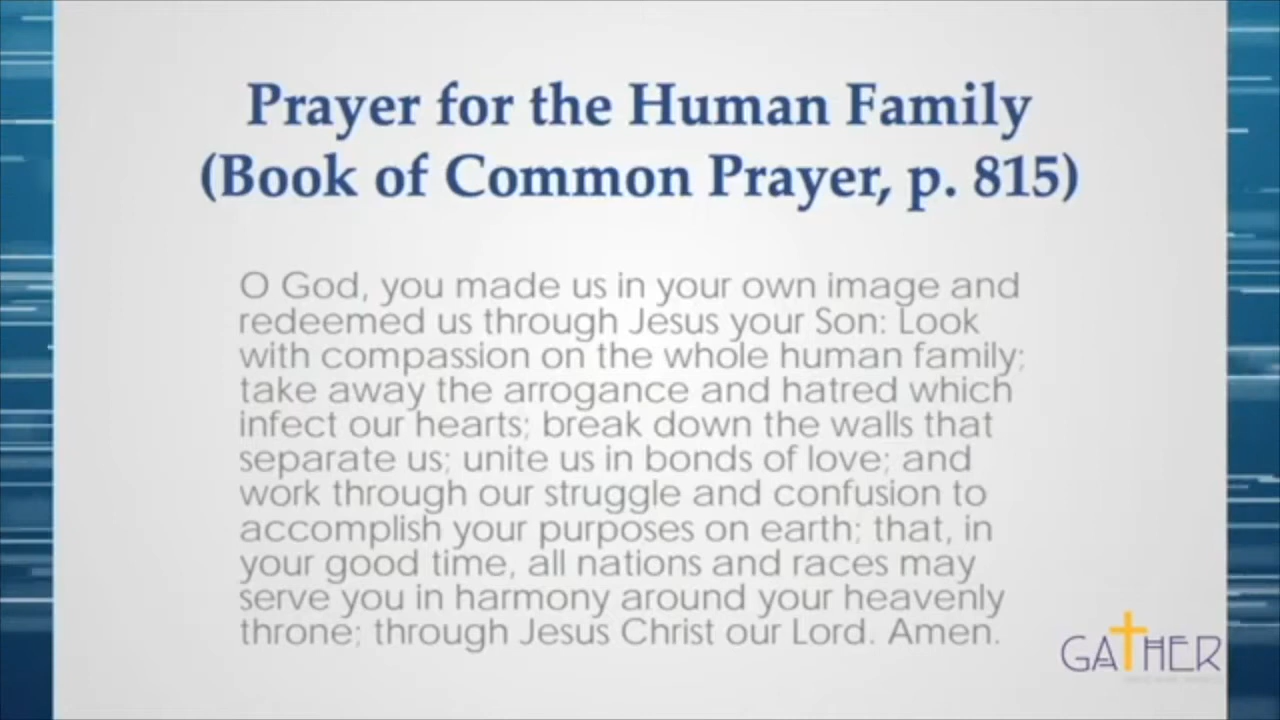 Prayer for the Human Family
(Book of Common Prayer, p. 815)
O God, you made us in your own image and
redeemed us through Jesus your Son: Look
with compassion on the whole human family;
take away the arrogance and hatred which
infect our hearts; break down the walls that
separate us; unite us in bonds of love; and
work through our struggle and confusion to
accomplish your purposes on earth; that, in
your good time, all nations and races may
serve you in harmony around your heavenly
throne; through Jesus Christ our Lord. Amen.
GATHER